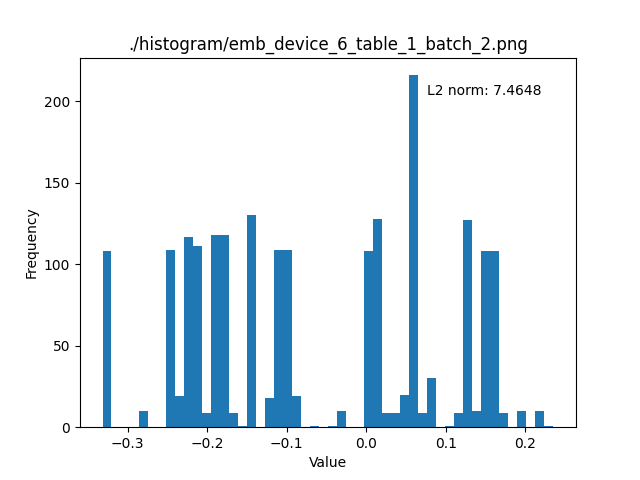 ./histogram/emb_device_6_table_1_batch_2.png
L2 norm: 7.4648
200
150
100
50
0
Frequency
−0.3 −0.2 −0.1 0.0 0.1 0.2
Value